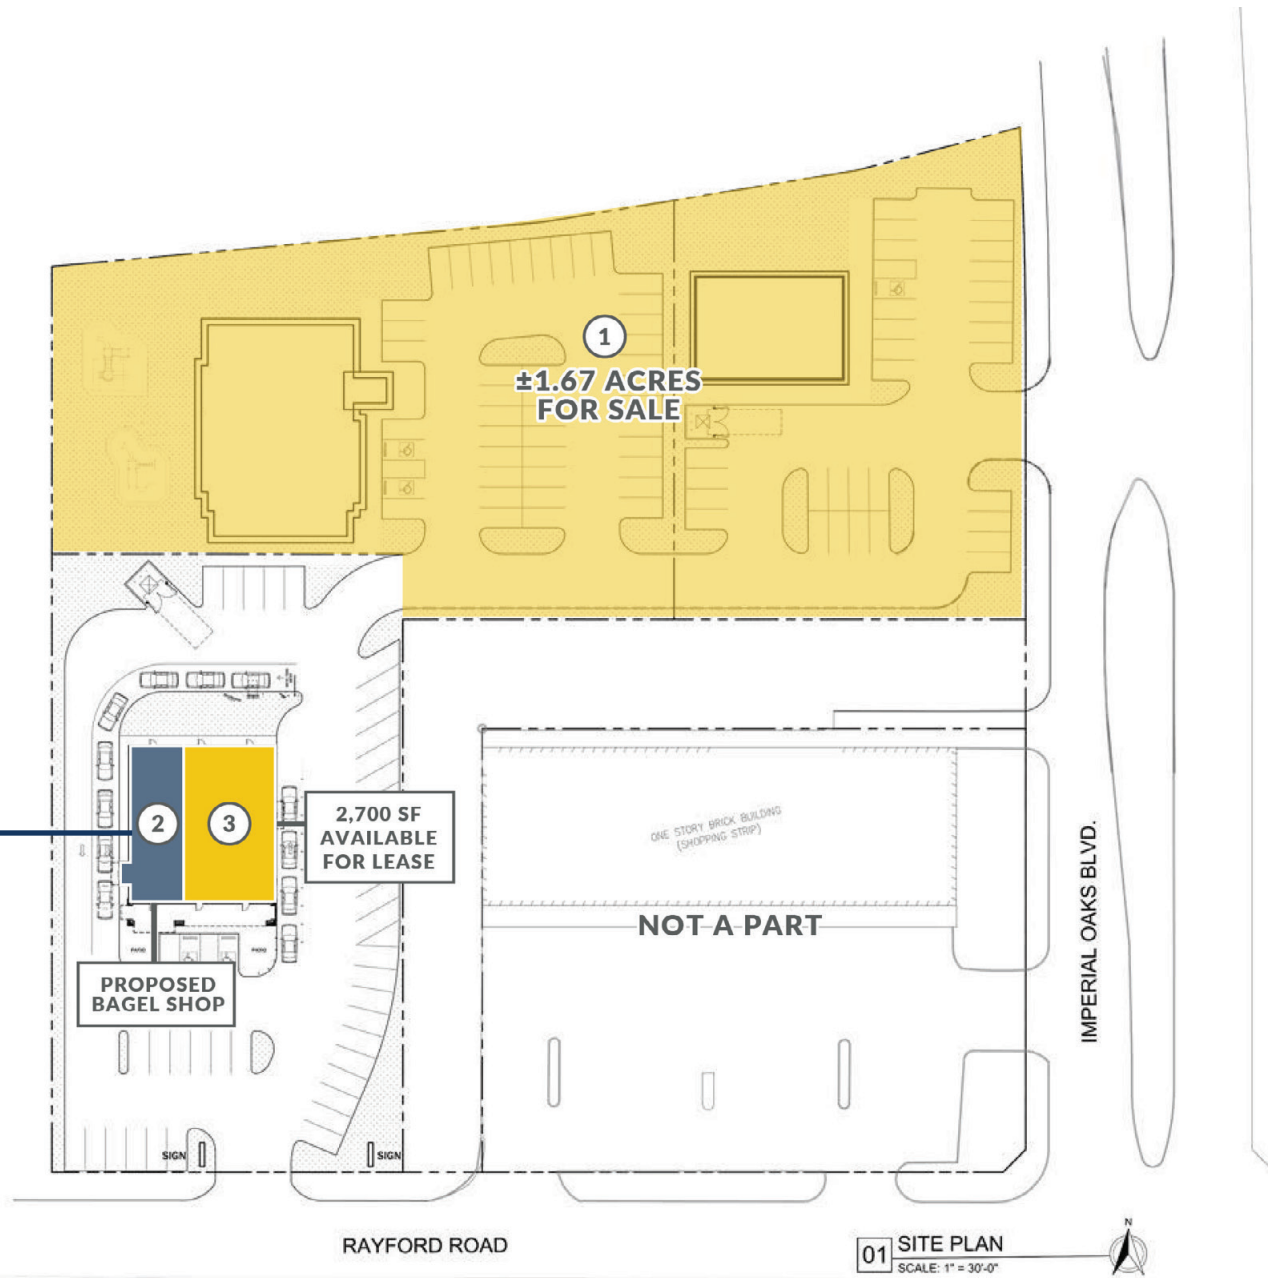 1
±1.67 ACRES
FOR SALE
2
3
2,700 SF
AVAILABLE
FOR LEASE
ONE STORY BRICK BUILDING
(SHOPPING STRIP)
NOT A PART
PATIO
PATIO
PROPOSED
BAGEL SHOP
IMPERIAL OAKS BLVD.
SIGN
SIGN
RAYFORD ROAD
01
SITE PLAN
SCALE: 1" = 30'-0"
N